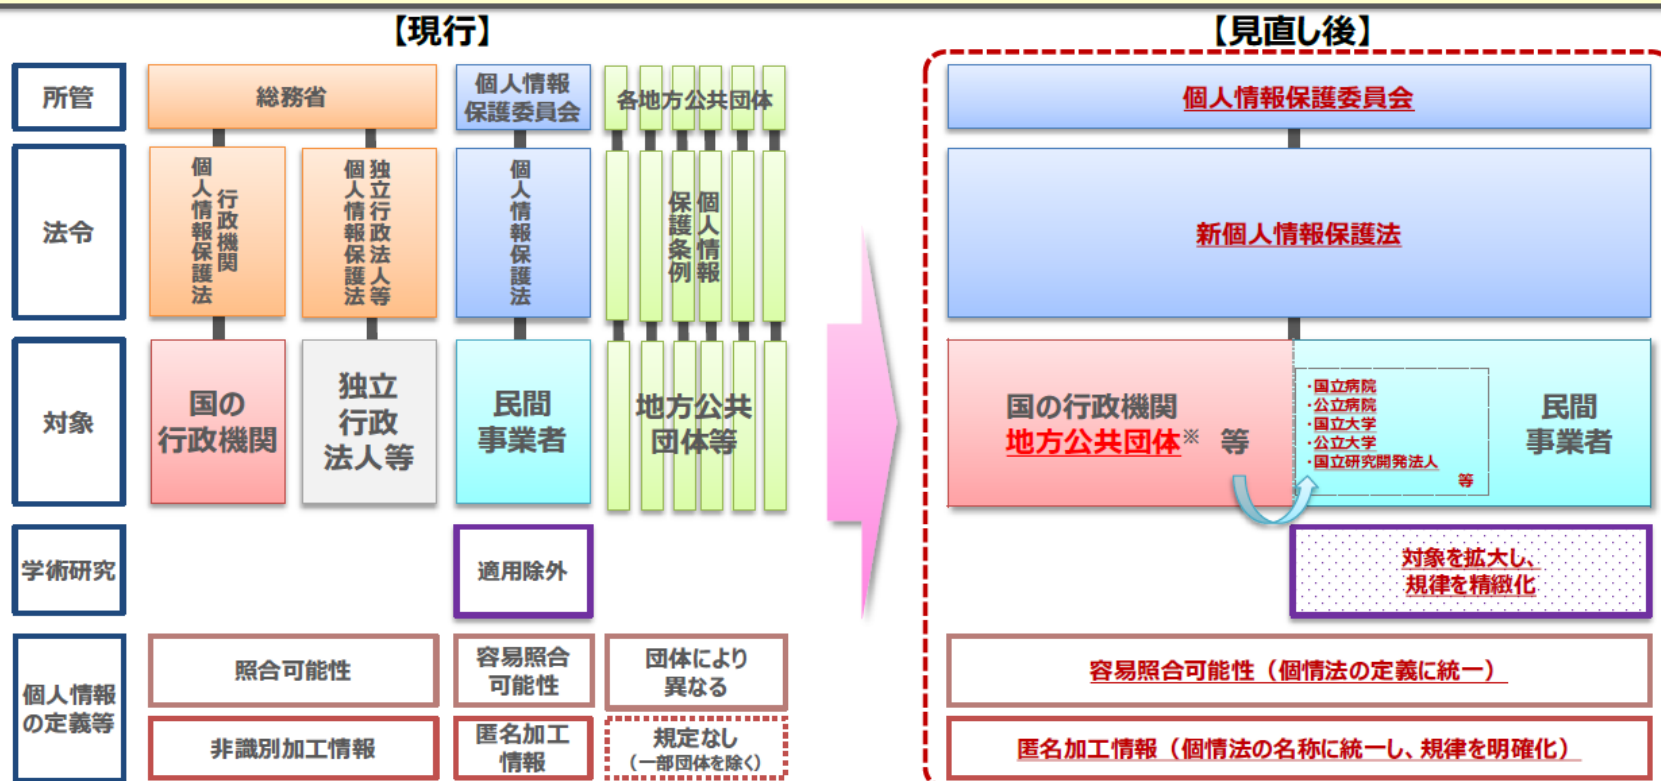 【現行】
【見直し後】
所管
総務省
個人情報
保護委員会
各地方公共団体
個人情報保護委員会
法令
行政機関
個人情報保護法
独立行政法人等
個人情報保護法
個人情報保護法
個人情報
保護条例
新個人情報保護法
対象
国の
行政機関
独立
行政
法人等
民間
事業者
地方公共
団体等
国の行政機関
地方公共団体※ 等
・国立病院
・公立病院
・国立大学
・公立大学
・国立研究開発法人
等
民間
事業者
学術研究
適用除外
対象を拡大し、
規律を精緻化
個人情報
の定義等
照合可能性
容易照合
可能性
団体により
異なる
容易照合可能性（個情法の定義に統一）
非識別加工情報
匿名加工
情報
規定なし
（一部団体を除く）
匿名加工情報（個情法の名称に統一し、規律を明確化）